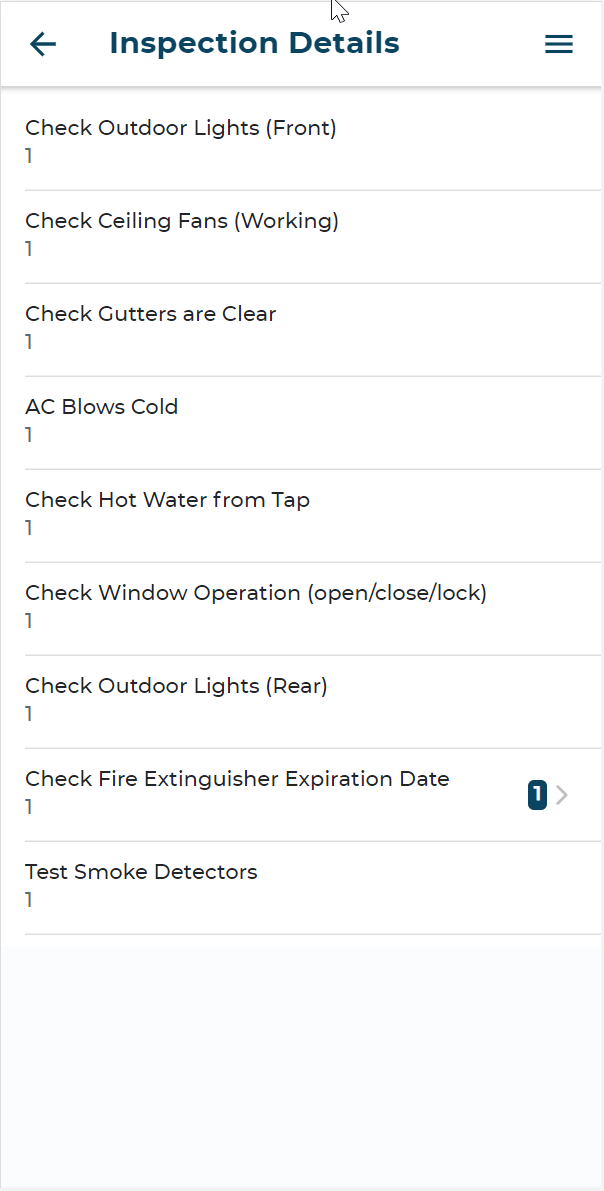 Inspection Details
Check Outdoor Lights (Front)
1
Check Ceiling Fans (Working)
1
Check Gutters are Clear
1
AC Blows Cold
1
Check Hot Water from Tap
1
Check Window Operation (open/close/lock)
1
Check Outdoor Lights (Rear)
1
Check Fire Extinguisher Expiration Date
1
1
Test Smoke Detectors
1